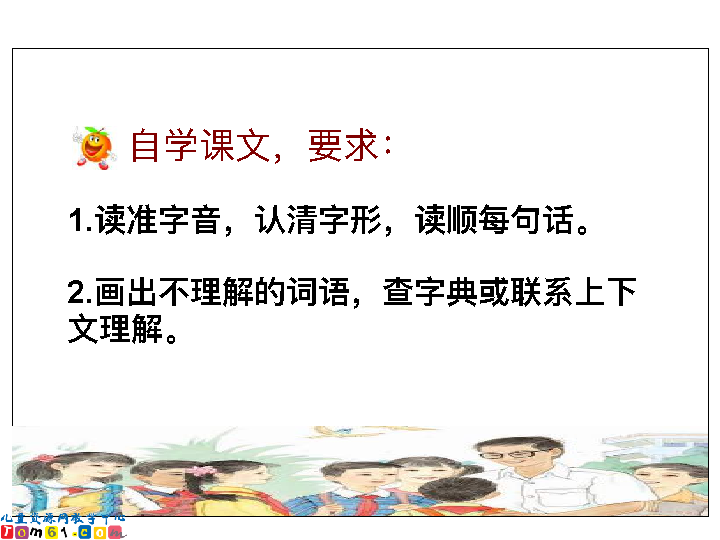 自学课文，要求：
1.读准字音，认清字形，读顺每句话。
2.画出不理解的词语，查字典或联系上下
文理解。
儿童资源网教学中心
Tom61.com